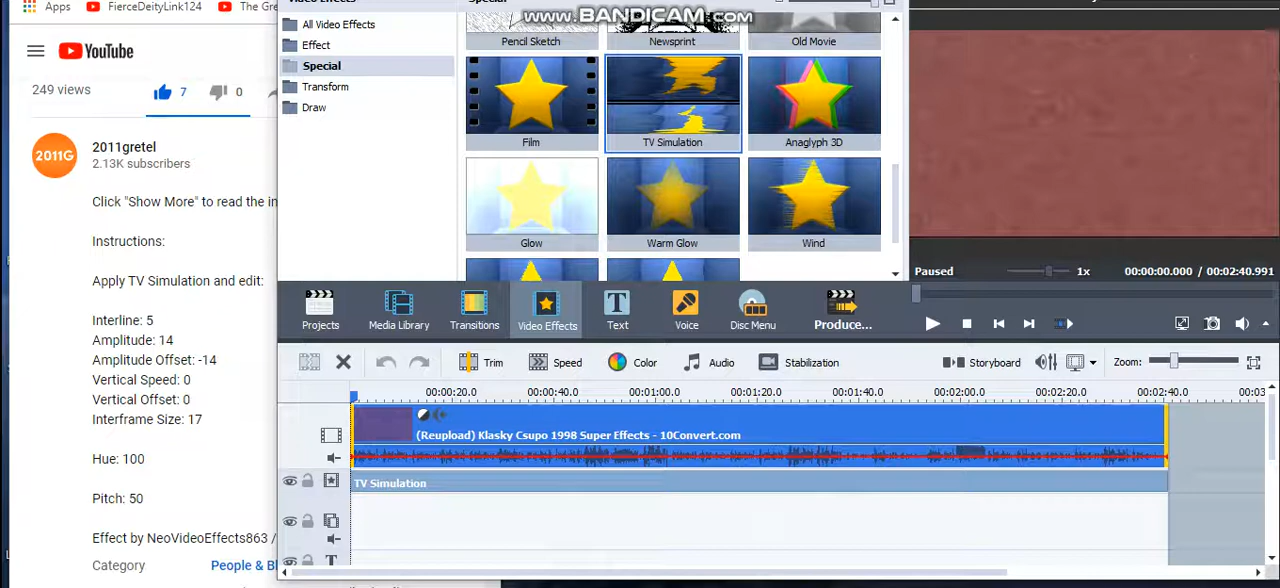 www.BANDICAM.com
Apps FierceDeityLink124 The Gre
YouTube
249 views 7 0
2011G
2011gretel
2.13K subscribers
Click "Show More" to read the in
Instructions:
Apply TV Simulation and edit:
Interline: 5
Amplitude: 14
Amplitude Offset: -14
Vertical Speed: 0
Vertical Offset: 0
Interframe Size: 17
Hue: 100
Pitch: 50
Effect by NeoVideoEffects863 /
Category People & Bl
All Video Effects
Effect
Special
Transform
Draw
Pencil Sketch Newsprint Old Movie
Film TV Simulation Anaglyph 3D
Glow Warm Glow Wind
Paused 1x 00:00:00.000 / 00:02:40.991
Projects Media Library Transitions Video Effects Text Voice Disc Menu Produce...
Trim Speed Color Audio Stabilization Storyboard Zoom:
00:00:20.0 00:00:40.0 00:01:00.0 00:01:20.0 00:01:40.0 00:02:00.0 00:02:20.0 00:02:40.0 00:03
(Reupload) Klasky Csupo 1998 Super Effects - 10Convert.com
TV Simulation